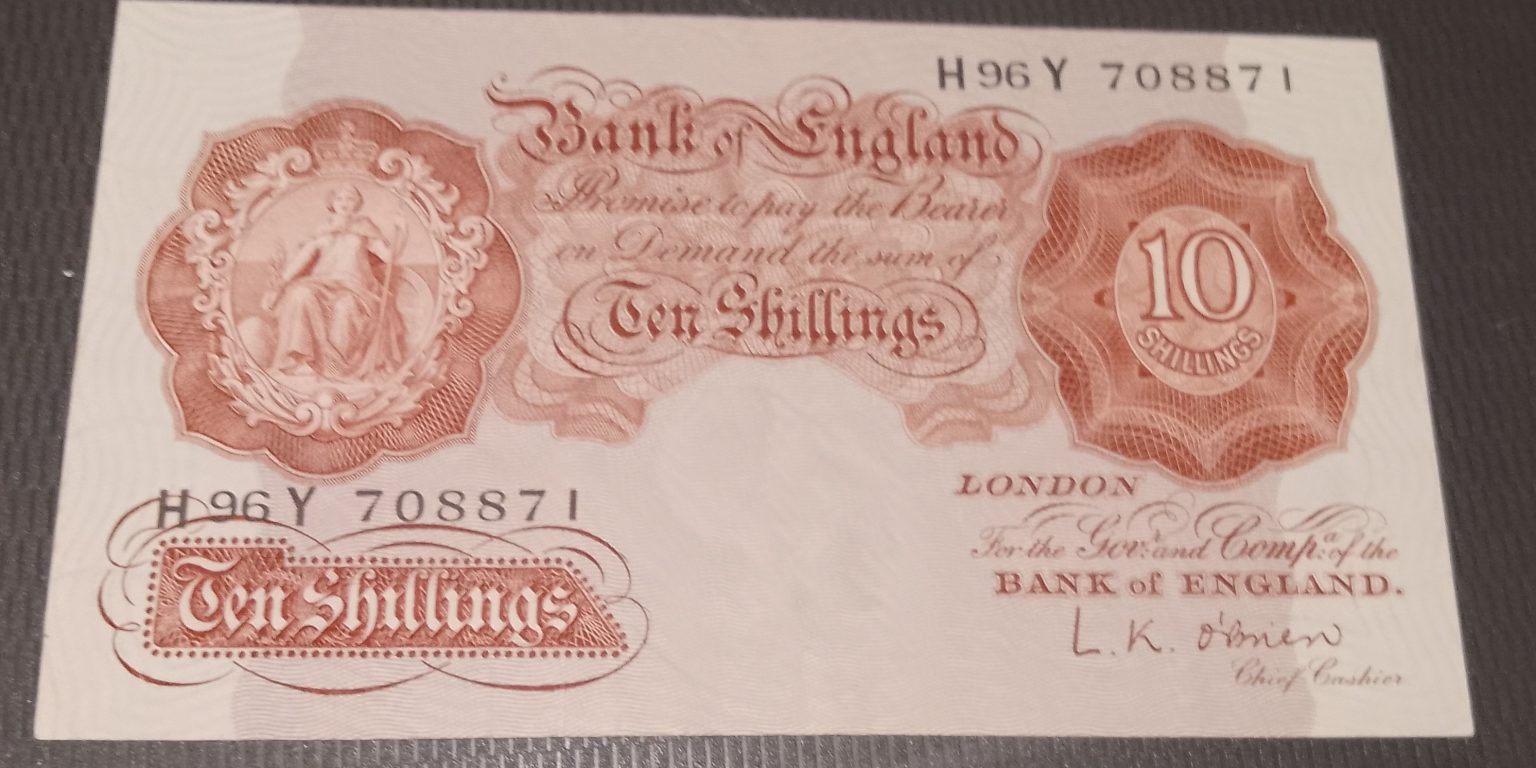 H96Y 708871
Bank of England
Promise to pay the Bearer
on Demand the sum of
Ten Shillings
10
SHILLINGS
H96Y 708871
Ten Shillings
LONDON
For the Govr. and Compa. of the
BANK of ENGLAND.
L.K. O'Brien
Chief Cashier.